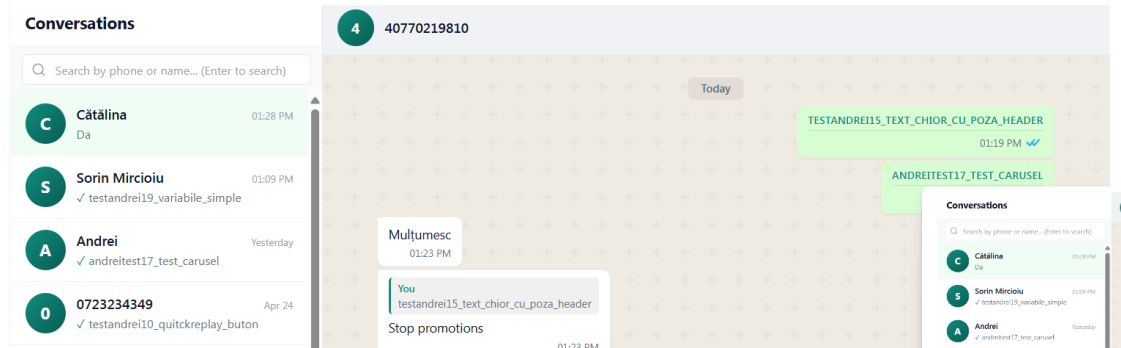 Conversations
Search by phone or name... (Enter to search)
C
Cătălina
01:28 PM
Da
S
Sorin Mircioiu
01:09 PM
✓ testandrei19_variabile_simple
A
Andrei
Yesterday
✓ andreitest17_test_carusel
0
0723234349
Apr 24
✓ testandrei10_quitckreplay_buton
4
40770219810
Today
TESTANDREI15_TEXT_CHIOR_CU_POZA_HEADER
01:19 PM
ANDREITEST17_TEST_CARUSEL
Mulțumesc
01:23 PM
You
testandrei15_text_chior_cu_poza_header
Stop promotions
01:23 PM
Conversations
Search by phone or name... (Enter to search)
C
Cătălina
01:28 PM
Da
S
Sorin Mircioiu
01:09 PM
✓ testandrei19_variabile_simple
A
Andrei
Yesterday
✓ andreitest17_test_carusel